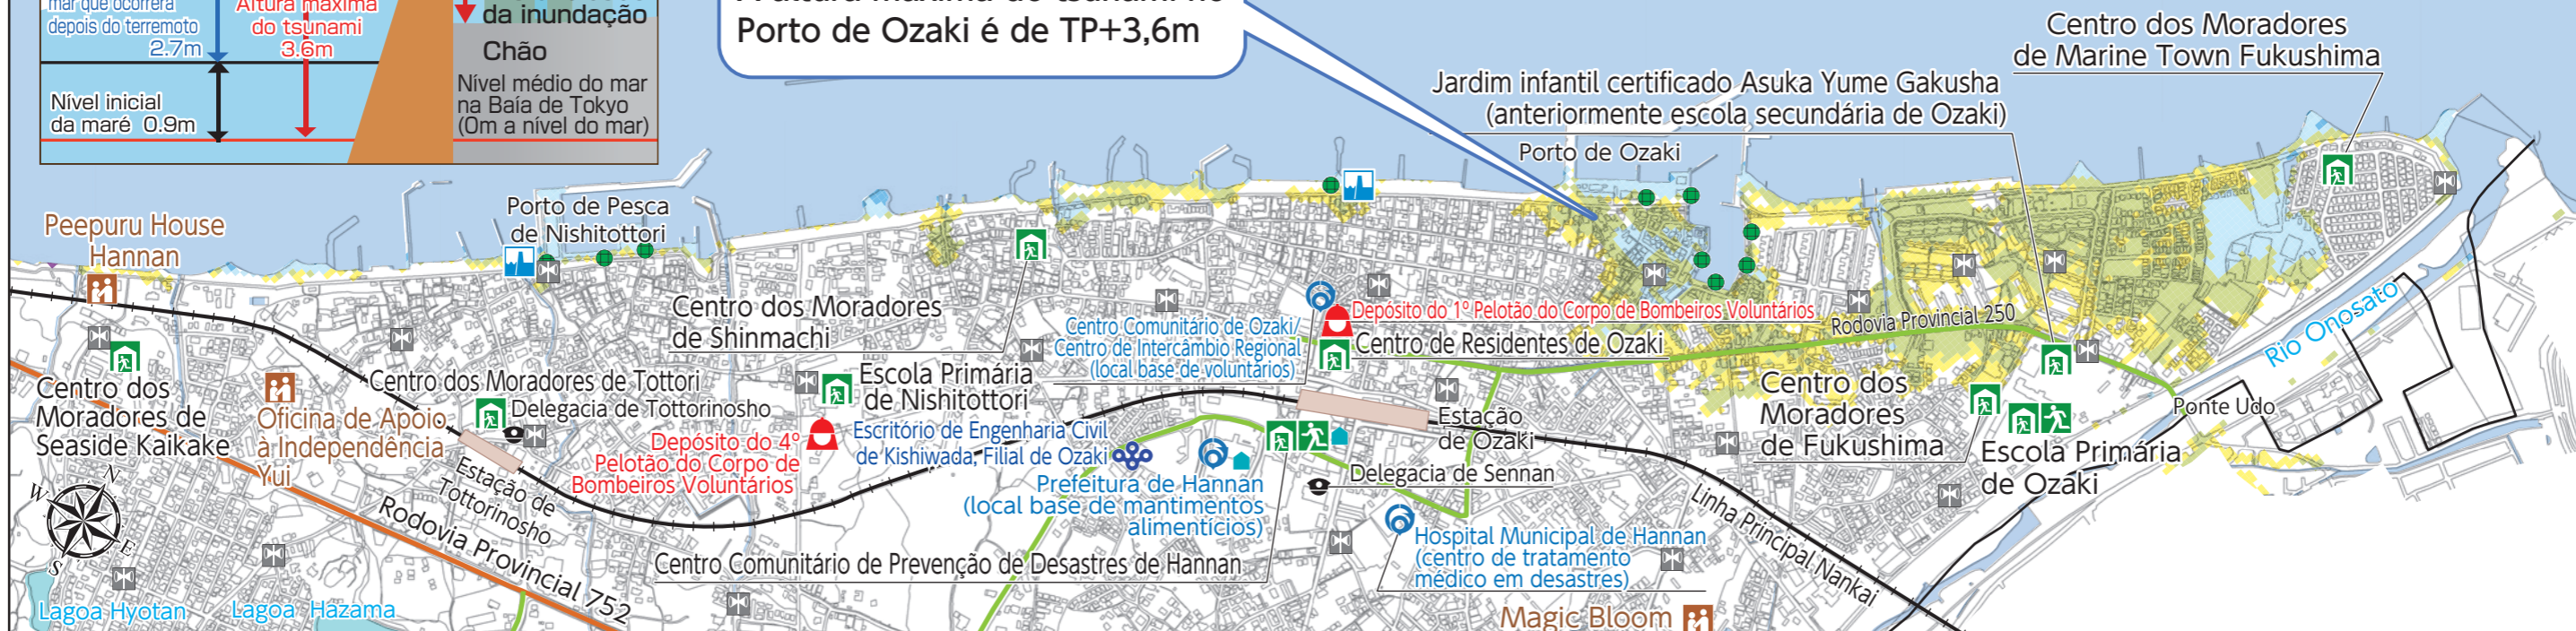 mar que ocorrerá
depois do terremoto
2.7m
Altura máxima
do tsunami
3.6m
da inundação
Chão
Nível médio do mar
na Baía de Tokyo
(0m a nível do mar)
Nível inicial
da maré 0.9m
Porto de Ozaki é de TP+3,6m
Centro dos Moradores
de Marine Town Fukushima
Jardim infantil certificado Asuka Yume Gakusha
(anteriormente escola secundária de Ozaki)
Porto de Ozaki
Peepuru House
Hannan
Porto de Pesca
de Nishitottori
Centro dos Moradores
de Shinmachi
Centro Comunitário de Ozaki/
Centro de Intercâmbio Regional
(local base de voluntários)
Depósito do 1º Pelotão do Corpo de Bombeiros Voluntários
Centro de Residentes de Ozaki
Rodovia Provincial 250
Rio Onosato
Centro dos
Moradores de
Seaside Kaikake
Oficina de Apoio
à Independência
Yui
Centro dos Moradores de Tottori
Delegacia de Tottorinosho
Estação de
Tottorinosho
Depósito do 4º
Pelotão do Corpo de
Bombeiros Voluntários
Escola Primária
de Nishitottori
Escritório de Engenharia Civil
de Kishiwada, Filial de Ozaki
Prefeitura de Hannan
(local base de mantimentos
alimentícios)
Estação
de Ozaki
Delegacia de Sennan
Centro dos
Moradores
de Fukushima
Escola Primária
de Ozaki
Ponte Udo
N
W
E
S
Rodovia Provincial 752
Centro Comunitário de Prevenção de Desastres de Hannan
Hospital Municipal de Hannan
(centro de tratamento
médico em desastres)
Linha Principal Nankai
Lagoa Hyotan
Lagoa Hazama
Magic Bloom